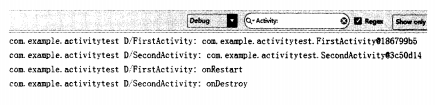 Debug Q- Activity: Regex Show only
com.example.activitytest D/FirstActivity: com.example.activitytest.FirstActivity@186799b5
com.example.activitytest D/SecondActivity: com.example.activitytest.SecondActivity@3c50d14
com.example.activitytest D/FirstActivity: onRestart
com.example.activitytest D/SecondActivity: onDestroy